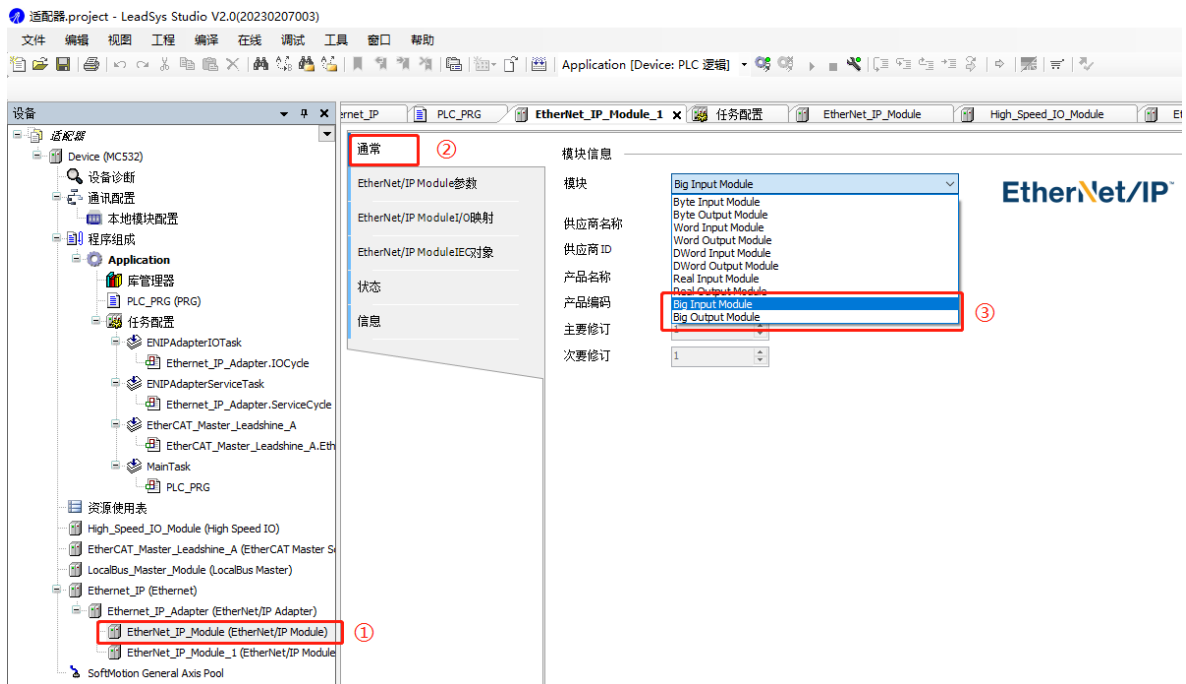 适配器.project - LeadSys Studio V2.0(20230207003)
文件 编辑 视图 工程 编译 在线 调试 工具 窗口 帮助
Application [Device: PLC 逻辑]
设备
ernet_IP PLC_PRG EtherNet_IP_Module_1 任务配置 EtherNet_IP_Module High_Speed_IO_Module Et
适配器
Device (MC532)
设备诊断
通讯配置
本地模块配置
程序组成
Application
库管理器
PLC_PRG (PRG)
任务配置
ENIPAdapterIOTask
Ethernet_IP_Adapter.IOCycle
ENIPAdapterServiceTask
Ethernet_IP_Adapter.ServiceCycle
EtherCAT_Master_Leadshine_A
EtherCAT_Master_Leadshine_A.Eth
MainTask
PLC_PRG
资源使用表
High_Speed_IO_Module (High Speed IO)
EtherCAT_Master_Leadshine_A (EtherCAT Master So
LocalBus_Master_Module (LocalBus Master)
Ethernet_IP (Ethernet)
Ethernet_IP_Adapter (EtherNet/IP Adapter)
EtherNet_IP_Module (EtherNet/IP Module)
①
EtherNet_IP_Module_1 (EtherNet/IP Module
SoftMotion General Axis Pool
通常
②
EtherNet/IP Module参数
EtherNet/IP ModuleI/O映射
EtherNet/IP ModuleIEC对象
状态
信息
模块信息
模块
Big Input Module
EtherNet/IP™
Byte Input Module
Byte Output Module
Word Input Module
Word Output Module
DWord Input Module
DWord Output Module
Real Input Module
Real Output Module
Big Input Module
Big Output Module
③
供应商名称
供应商 ID
产品名称
产品编码
主要修订
1
次要修订
1